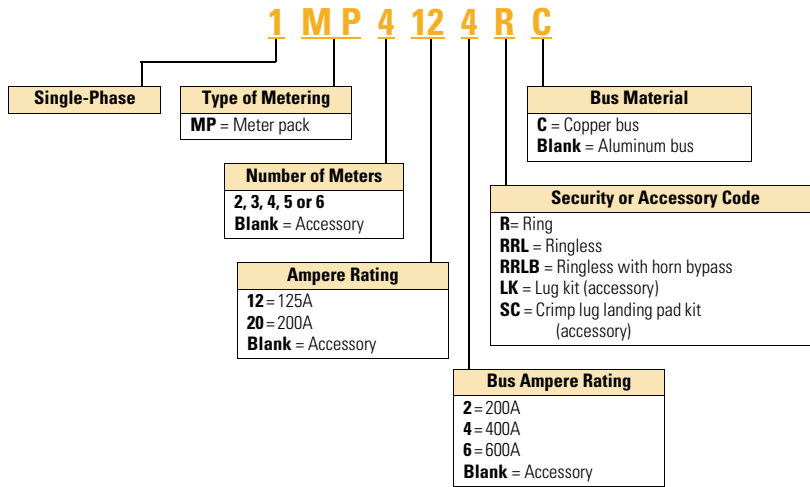 1 MP 4 12 4 R C
Single-Phase
Type of Metering
MP = Meter pack
Bus Material
C = Copper bus
Blank = Aluminum bus
Number of Meters
2, 3, 4, 5 or 6
Blank = Accessory
Security or Accessory Code
R= Ring
RRL = Ringless
RRLB = Ringless with horn bypass
LK = Lug kit (accessory)
SC = Crimp lug landing pad kit
(accessory)
Ampere Rating
12 = 125A
20 = 200A
Blank = Accessory
Bus Ampere Rating
2 = 200A
4 = 400A
6 = 600A
Blank = Accessory